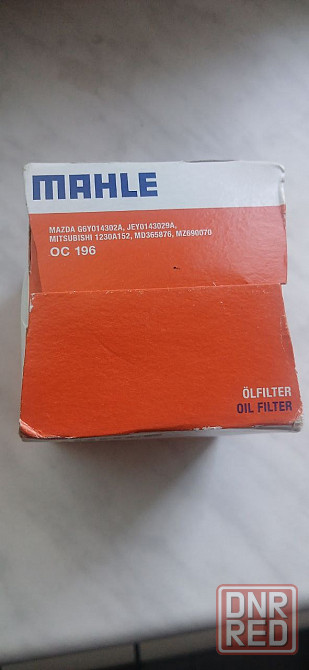 MAHLE
MAZDA G6Y014302A, JEY0143029A,
MITSUBISHI 1230A152, MD365876, MZ690070
OC 196
ÖLFILTER
OIL FILTER
DNR
RED